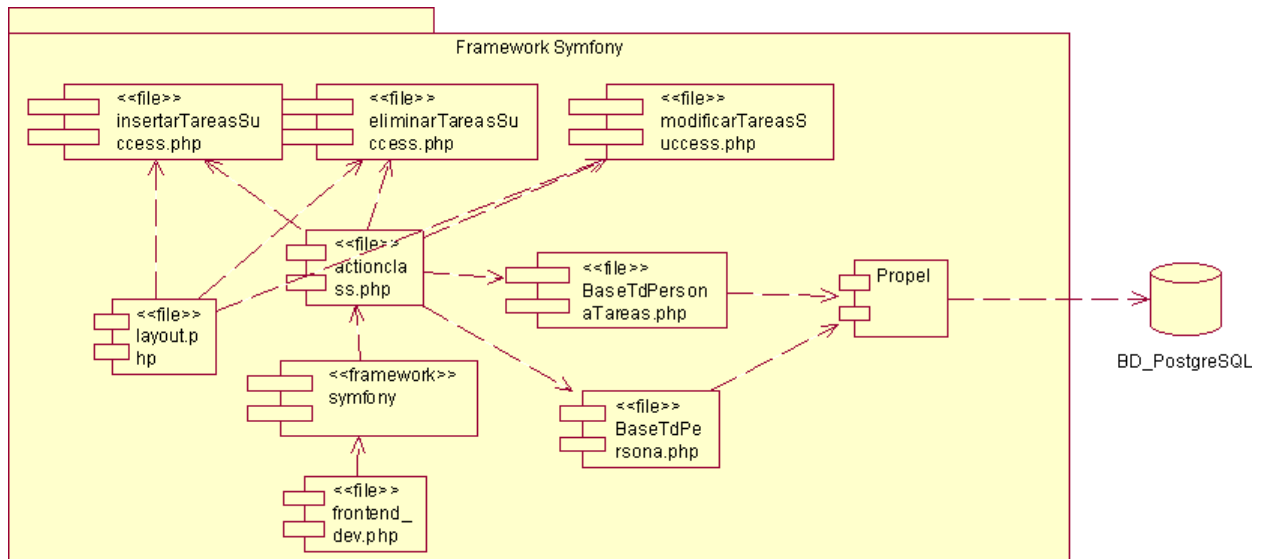 Framework Symfony
<<file>>
insertarTareasSu
ccess.php
<<file>>
eliminarTareasSu
ccess.php
<<file>>
modificarTareasS
uccess.php
<<file>>
actioncla
ss.php
<<file>>
BaseTdPerson
aTareas.php
Propel
BD_PostgreSQL
<<file>>
layout.p
hp
<<framework>>
symfony
<<file>>
BaseTdPe
rsona.php
<<file>>
frontend_
dev.php